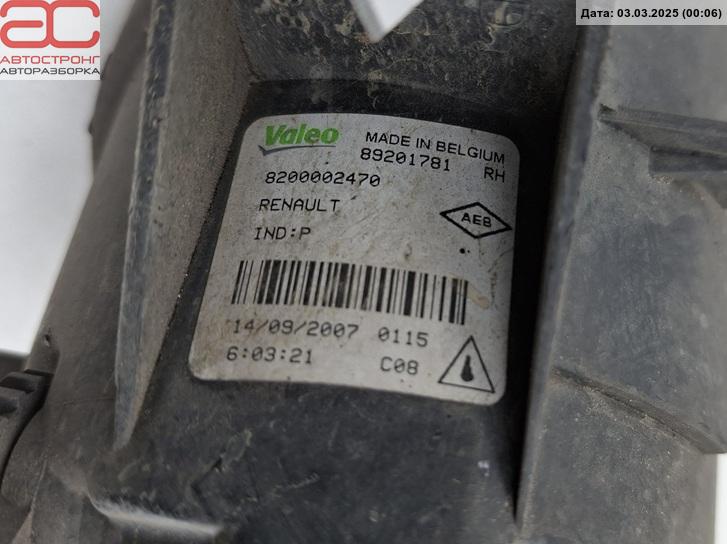 АС
АВТОСТРОНГ
АВТОРАЗБОРКА
Дата: 03.03.2025 (00:06)
Valeo
MADE IN BELGIUM
89201781 RH
8200002470
RENAULT
AEB
IND:P
14/09/2007 0115
6:03:21 C08